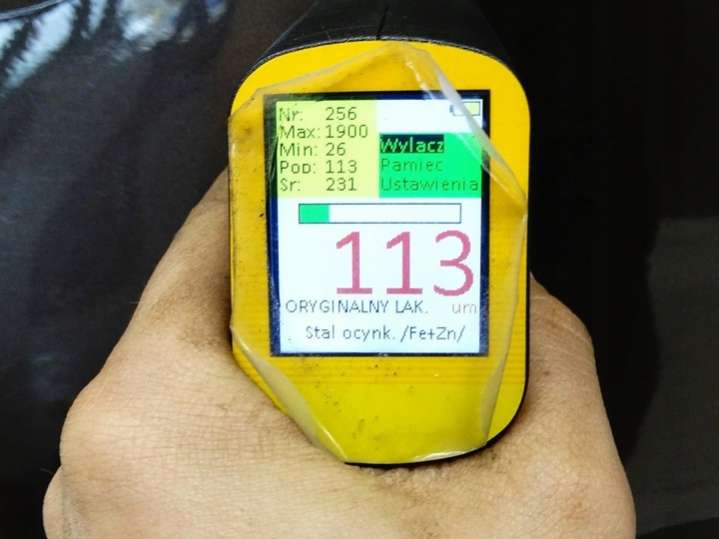 Nr: 256
Max: 1900
Min: 26
Pop: 113
Sr: 231
Wylacz
Pamiec
Ustawienia
113
ORYGINALNY LAK. um
Stal ocynk. /Fe+Zn/